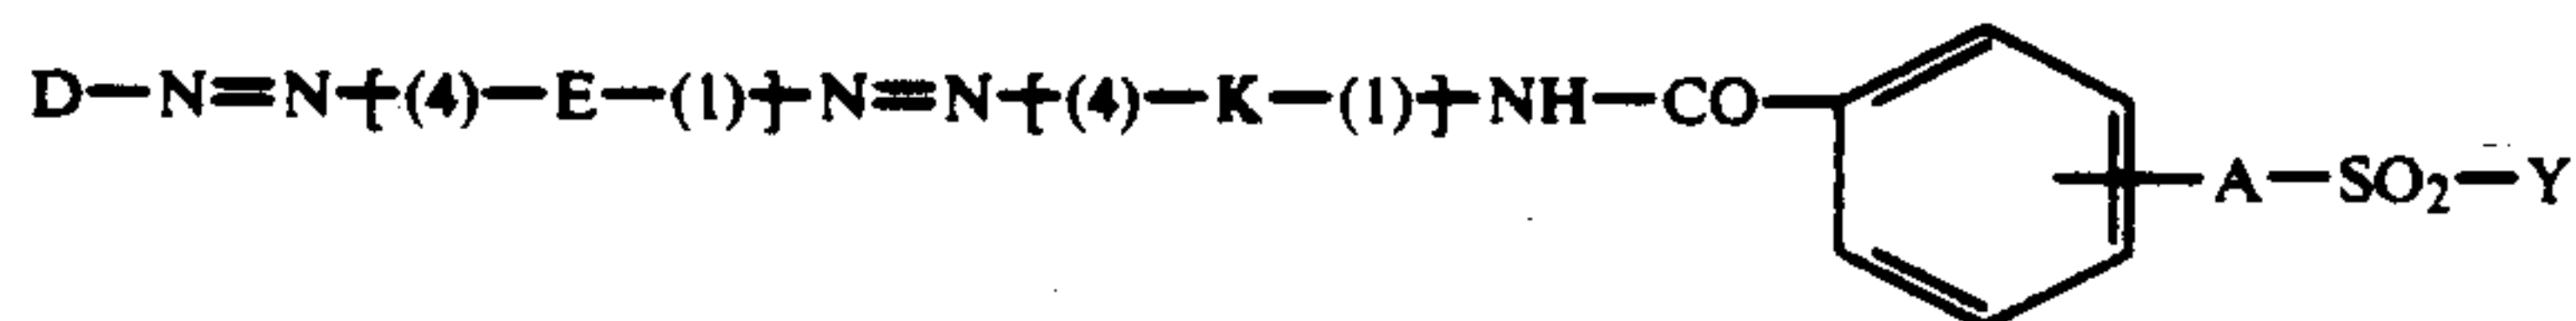 D—N=N-[-(4)—E—(1)-]-N=N-[-(4)—K—(1)-]-NH—CO
A—SO₂—Y